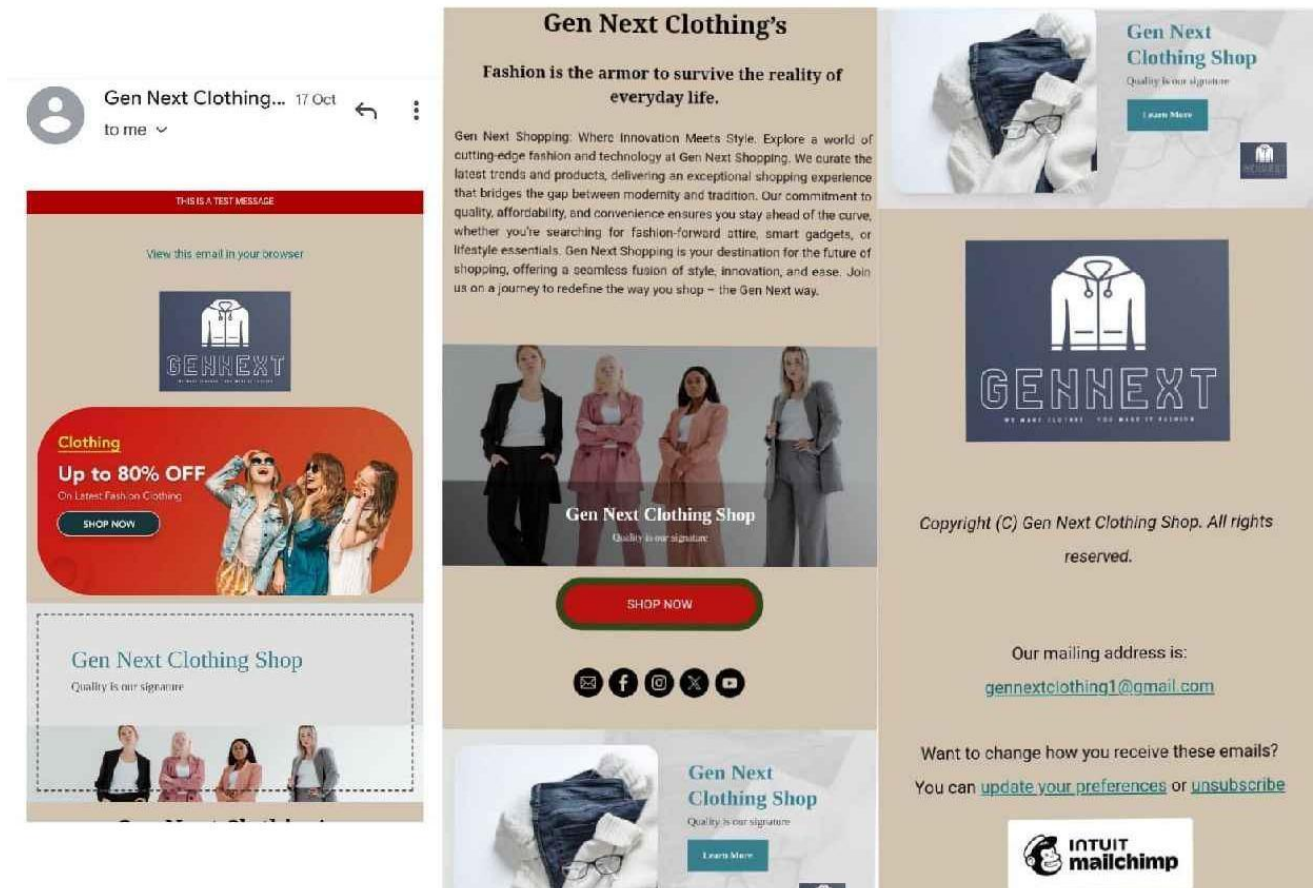 Gen Next Clothing... 17 Oct
to me
THIS IS A TEST MESSAGE
View this email in your browser
GENNEXT
Clothing
Up to 80% OFF
On Latest Fashion Clothing
SHOP NOW
Gen Next Clothing Shop
Quality is our signature
Gen Next Clothing's
Fashion is the armor to survive the reality of
everyday life.
Gen Next Shopping: Where Innovation Meets Style. Explore a world of
cutting-edge fashion and technology at Gen Next Shopping. We curate the
latest trends and products, delivering an exceptional shopping experience
that bridges the gap between modernity and tradition. Our commitment to
quality, affordability, and convenience ensures you stay ahead of the curve,
whether you're searching for fashion-forward attire, smart gadgets, or
lifestyle essentials. Gen Next Shopping is your destination for the future of
shopping, offering a seamless fusion of style, innovation, and ease. Join
us on a journey to redefine the way you shop – the Gen Next way.
Gen Next Clothing Shop
Quality is our signature
SHOP NOW
Gen Next
Clothing Shop
Quality is our signature
Learn More
Gen Next
Clothing Shop
Quality is our signature
Learn More
GENNEXT
WE MAKE CLOTHES YOU MAKE IT FASHION
Copyright (C) Gen Next Clothing Shop. All rights
reserved.
Our mailing address is:
gennextclothing1@gmail.com
Want to change how you receive these emails?
You can update your preferences or unsubscribe
INTUIT
mailchimp